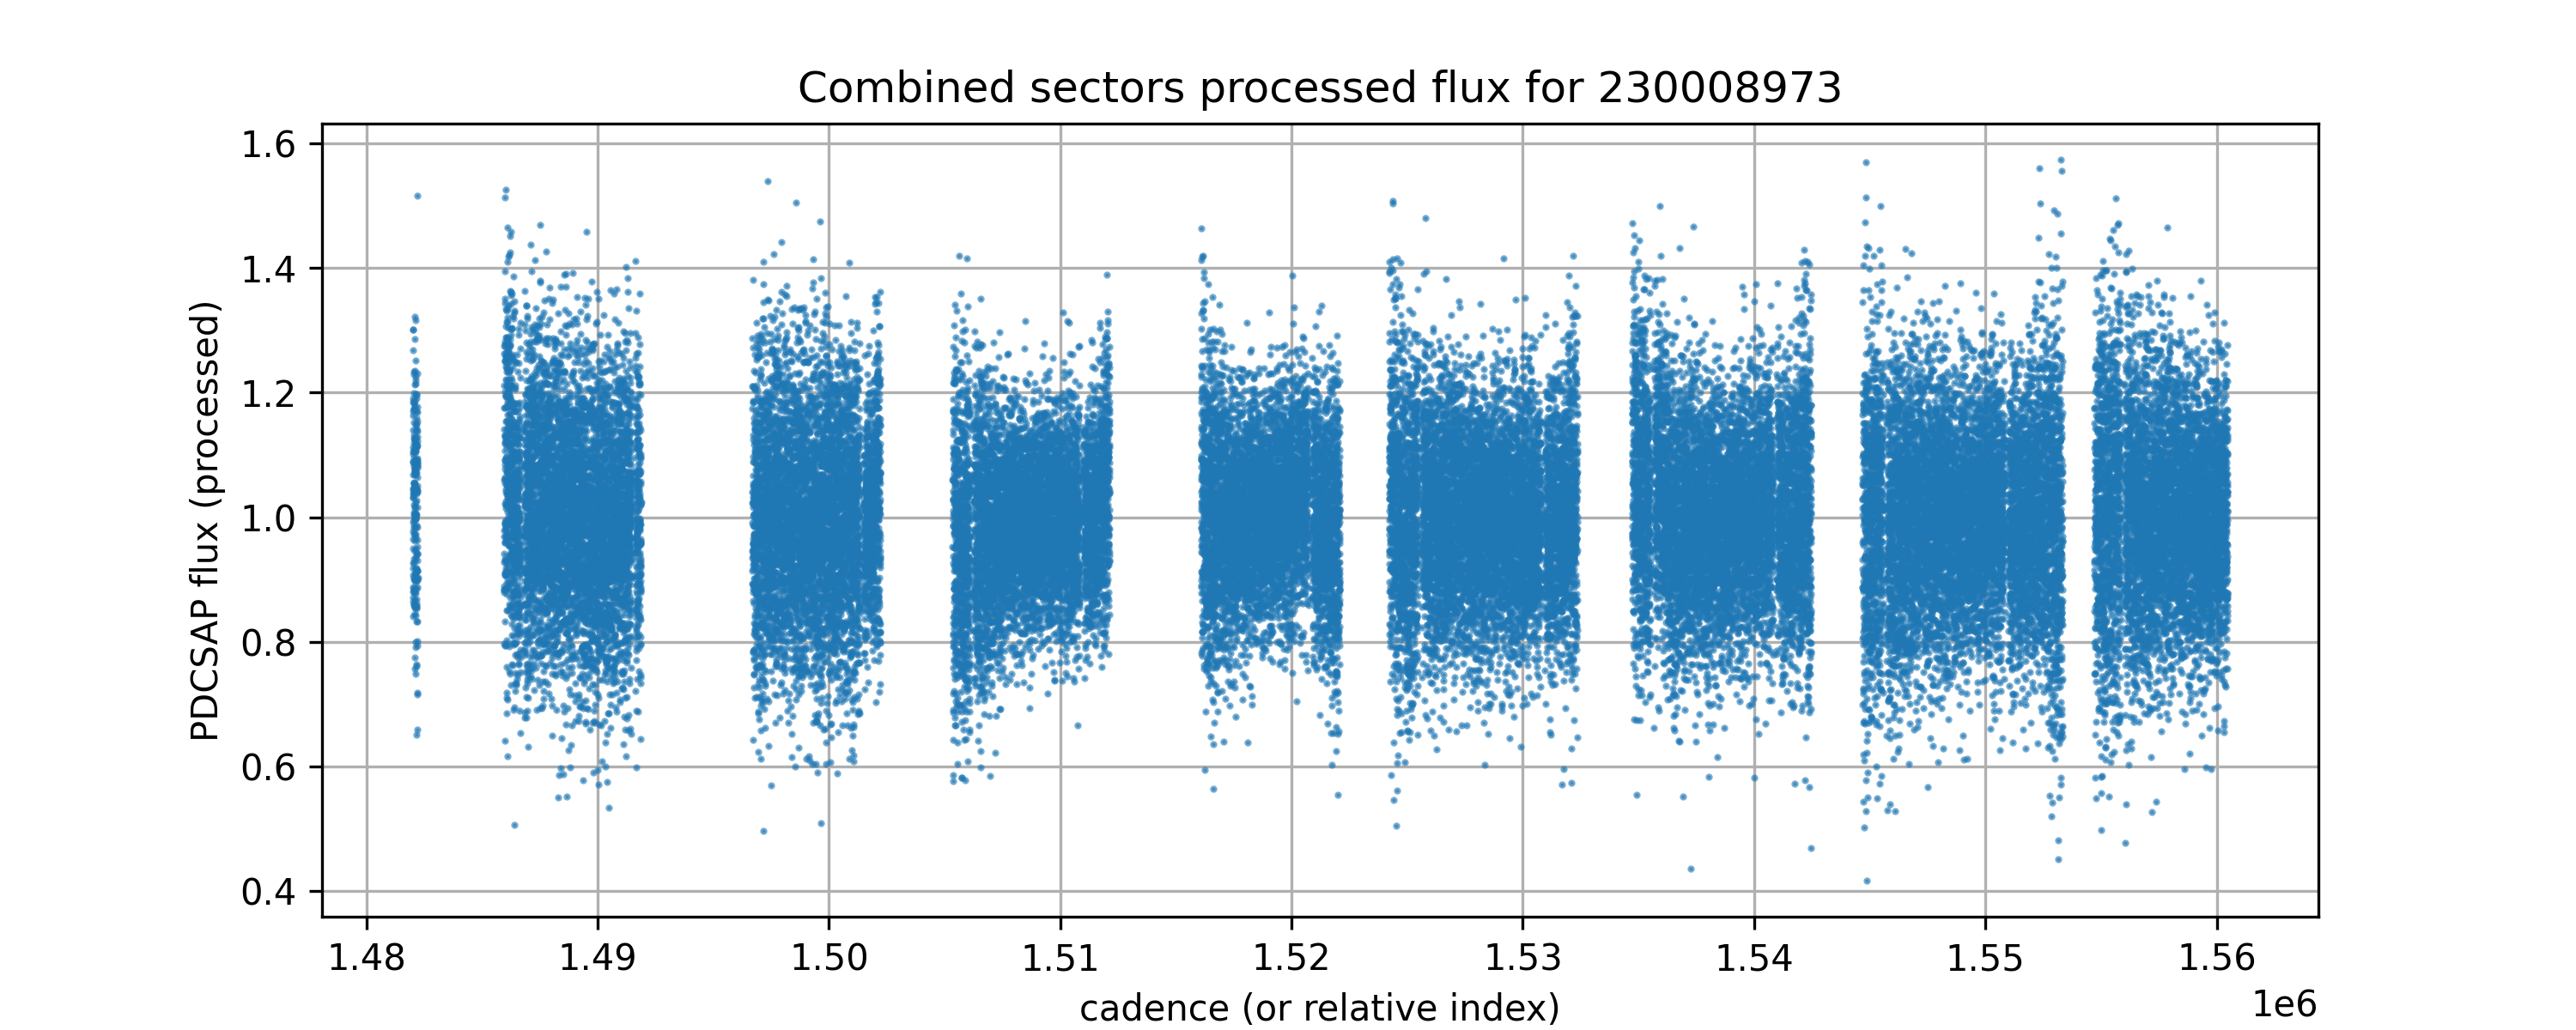 Combined sectors processed flux for 230008973
PDCSAP flux (processed)
1.6
1.4
1.2
1.0
0.8
0.6
0.4
1.48 1.49 1.50 1.51 1.52 1.53 1.54 1.55 1.56
1e6
cadence (or relative index)